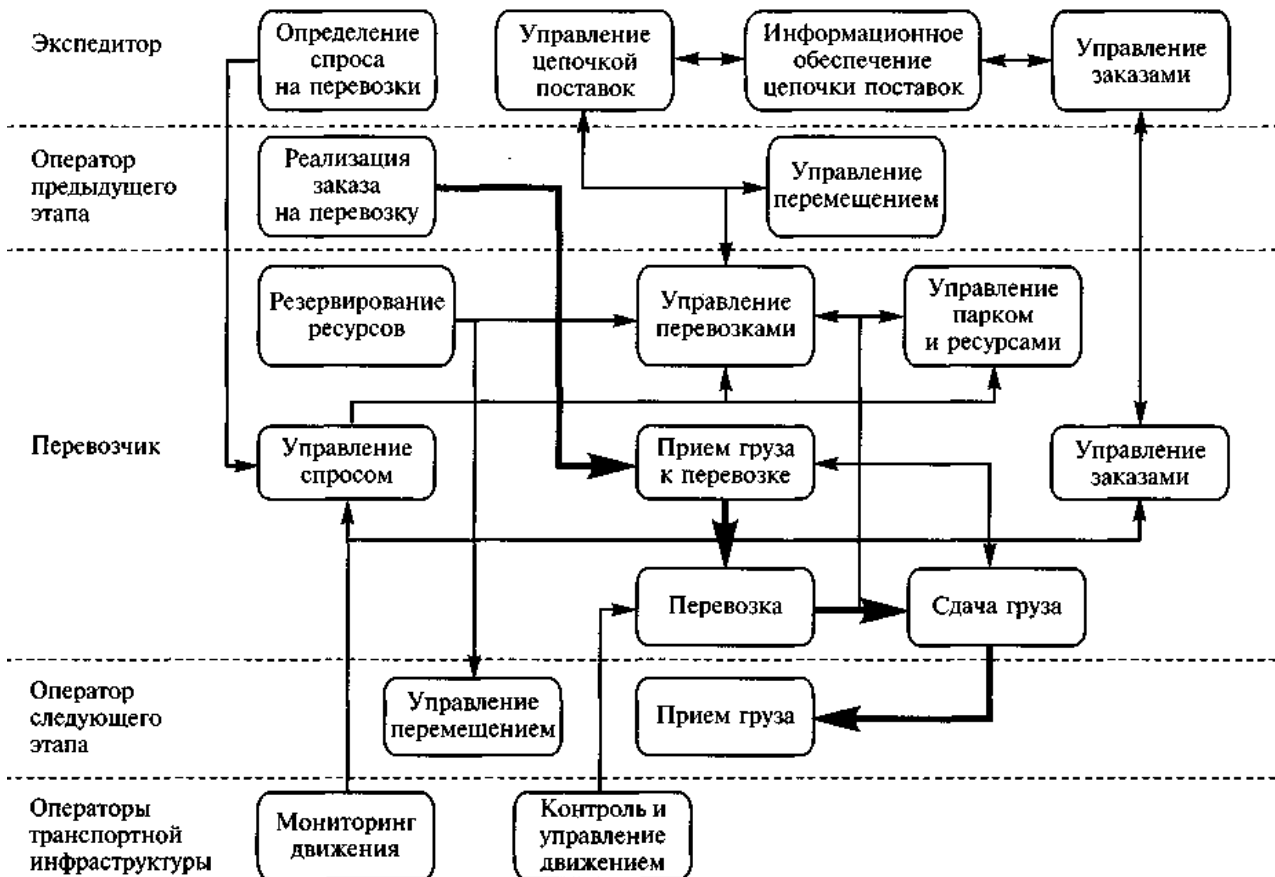 Экспедитор
Определение
спроса
на перевозки
Управление
цепочкой
поставок
Информационное
обеспечение
цепочки поставок
Управление
заказами
Оператор
предыдущего
этапа
Реализация
заказа
на перевозку
Управление
перемещением
Перевозчик
Резервирование
ресурсов
Управление
перевозками
Управление
парком
и ресурсами
Управление
спросом
Прием груза
к перевозке
Управление
заказами
Перевозка
Сдача груза
Оператор
следующего
этапа
Управление
перемещением
Прием груза
Операторы
транспортной
инфраструктуры
Мониторинг
движения
Контроль и
управление
движением